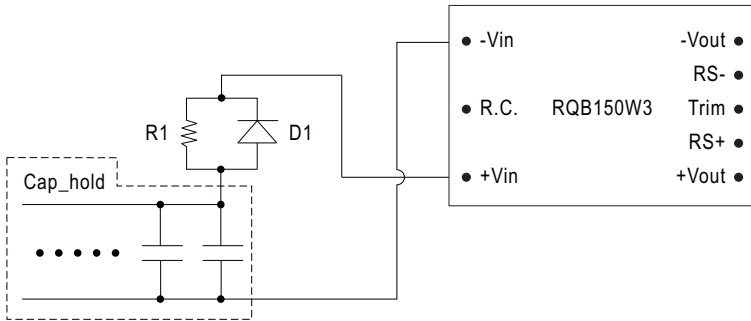 -Vin
-Vout
RS-
R.C.
RQB150W3
Trim
R1
D1
RS+
Cap_hold
+Vin
+Vout